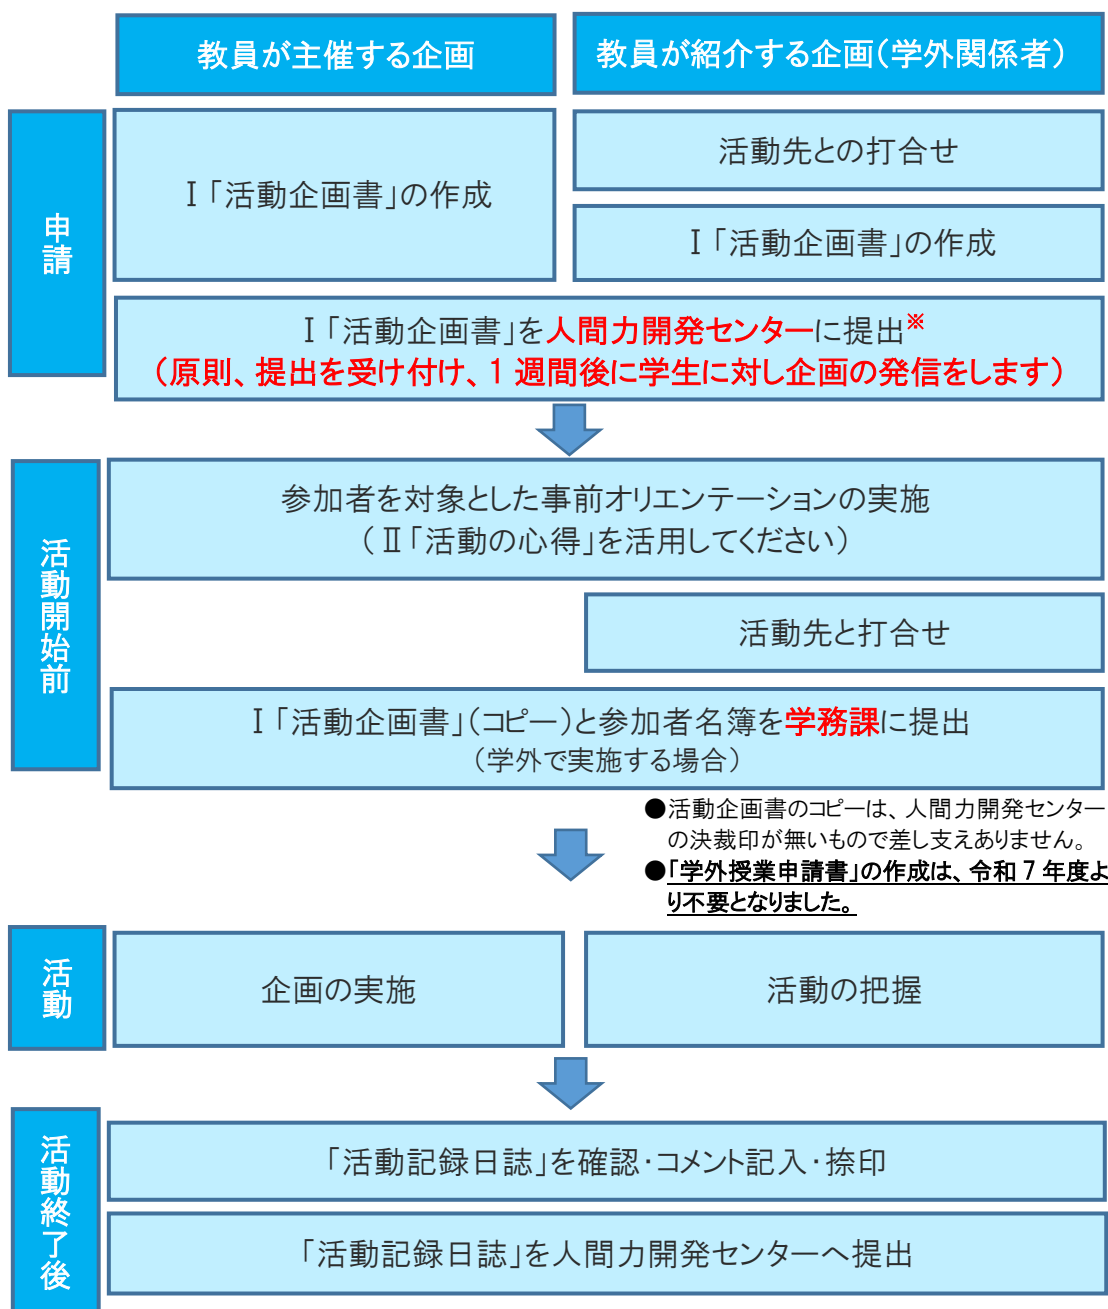 教員が主催する企画
教員が紹介する企画（学外関係者）
申請
Ⅰ「活動企画書」の作成
活動先との打合せ
Ⅰ「活動企画書」の作成
Ⅰ「活動企画書」を人間力開発センターに提出※
（原則、提出を受け付け、1 週間後に学生に対し企画の発信をします）
活動開始前
参加者を対象とした事前オリエンテーションの実施
（Ⅱ「活動の心得」を活用してください）
活動先と打合せ
Ⅰ「活動企画書」（コピー）と参加者名簿を学務課に提出
（学外で実施する場合）
●活動企画書のコピーは、人間力開発センター
の決裁印が無いもので差し支えありません。
●「学外授業申請書」の作成は、令和 7 年度よ
り不要となりました。
活動
企画の実施
活動の把握
活動終了後
「活動記録日誌」を確認・コメント記入・捺印
「活動記録日誌」を人間力開発センターへ提出